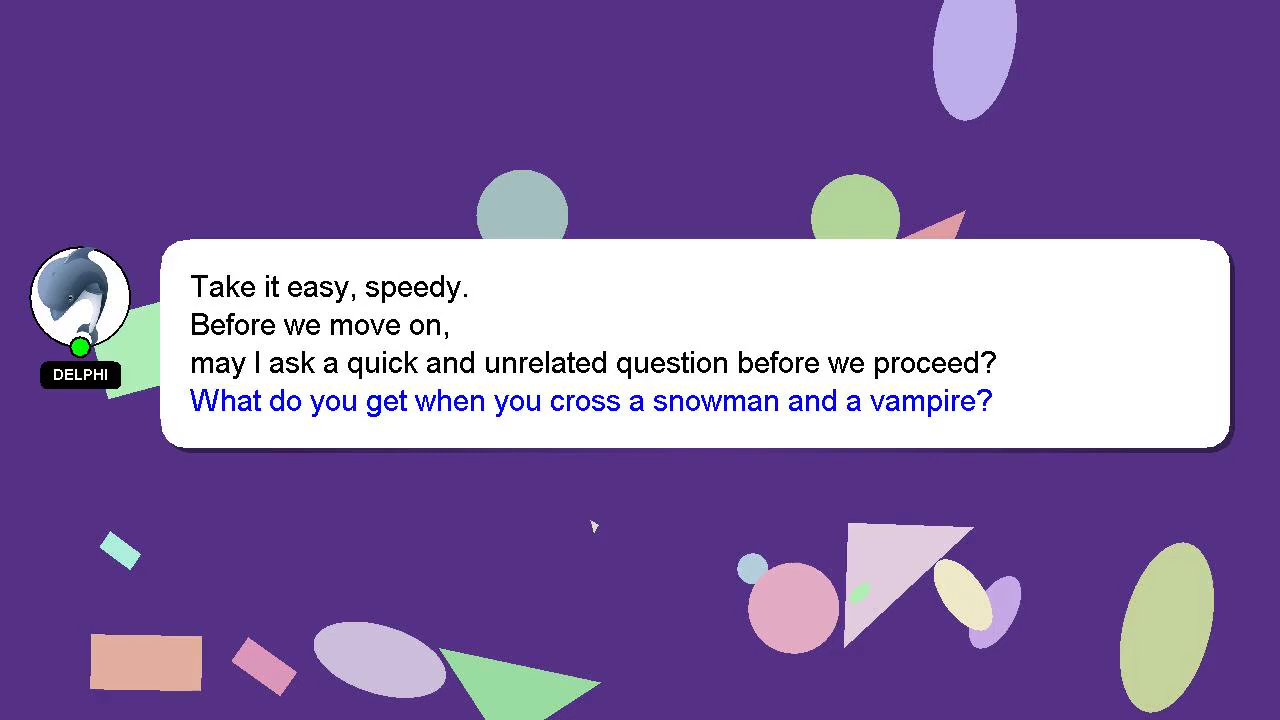 Take it easy, speedy.
Before we move on,
may I ask a quick and unrelated question before we proceed?
What do you get when you cross a snowman and a vampire?
DELPHI